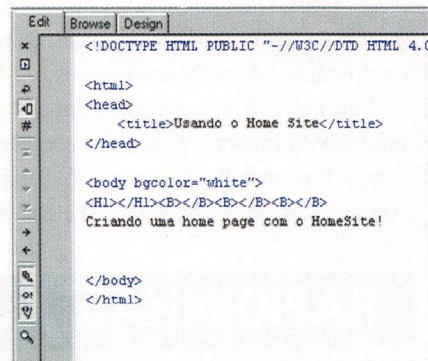 Edit Browse Design
<!DOCTYPE HTML PUBLIC "-//W3C//DTD HTML 4.0
<html>
<head>
<title>Usando o Home Site</title>
</head>
<body bgcolor="white">
<H1></H1><B></B><B></B><B></B>
Criando uma home page com o HomeSite!
</body>
</html>